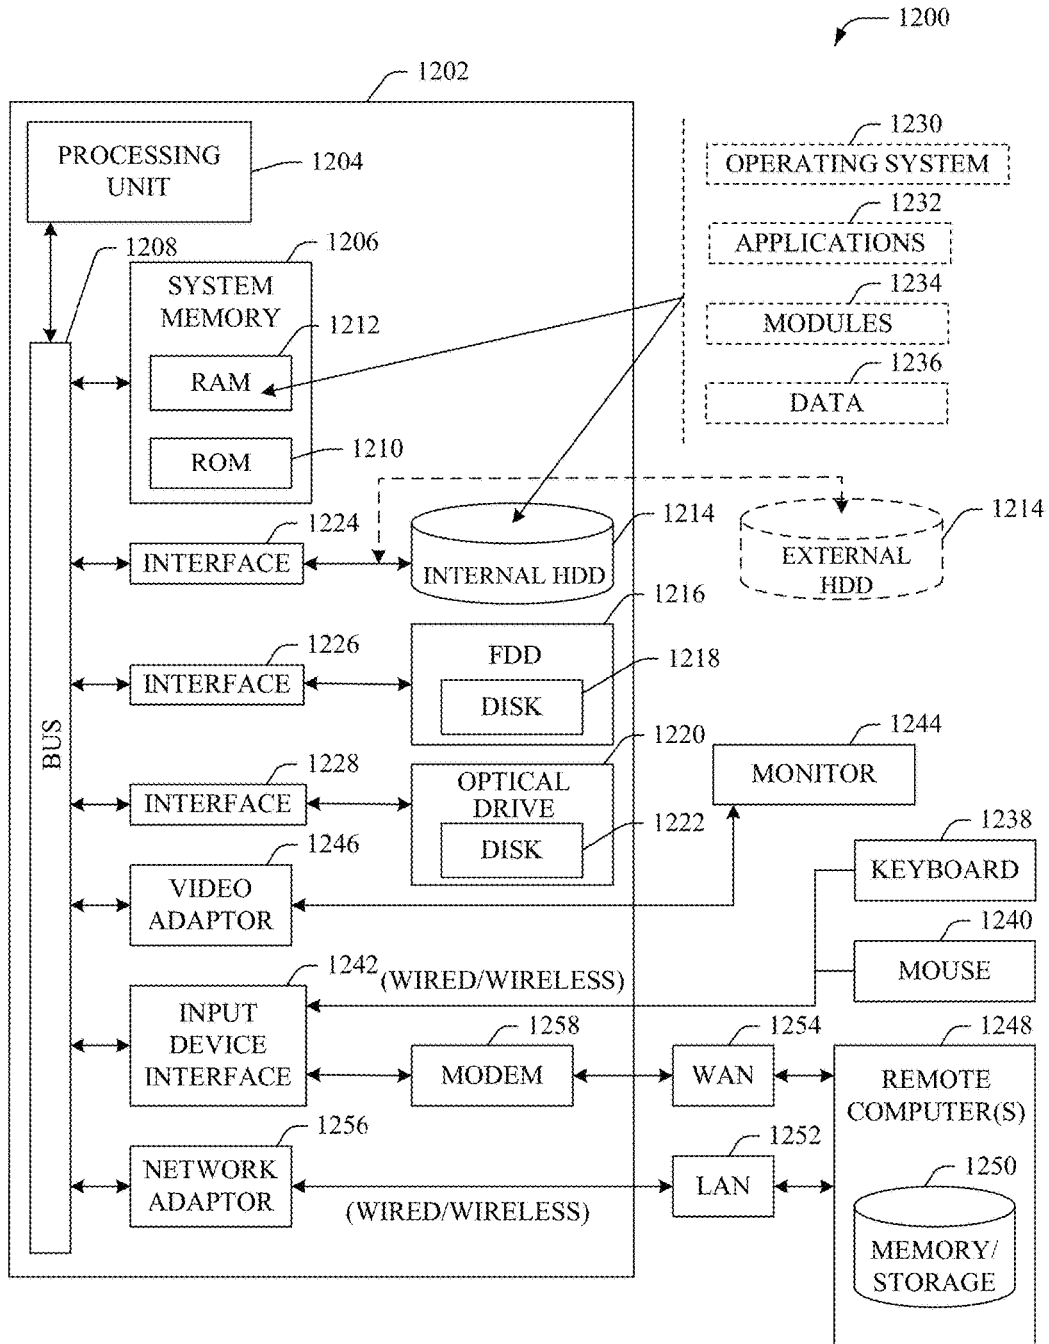 1200
1202
PROCESSING
UNIT
1204
1230
OPERATING SYSTEM
1232
APPLICATIONS
1234
MODULES
1236
DATA
1208
1206
SYSTEM
MEMORY
1212
RAM
1210
ROM
1224
INTERFACE
1214
INTERNAL HDD
1214
EXTERNAL
HDD
1216
FDD
1226
INTERFACE
1218
DISK
BUS
1220
OPTICAL
DRIVE
1228
INTERFACE
1222
DISK
1244
MONITOR
1246
VIDEO
ADAPTOR
1238
KEYBOARD
1240
MOUSE
1242
INPUT
DEVICE
INTERFACE
(WIRED/WIRELESS)
1258
MODEM
1254
WAN
1248
REMOTE
COMPUTER(S)
1256
NETWORK
ADAPTOR
(WIRED/WIRELESS)
1252
LAN
1250
MEMORY/
STORAGE